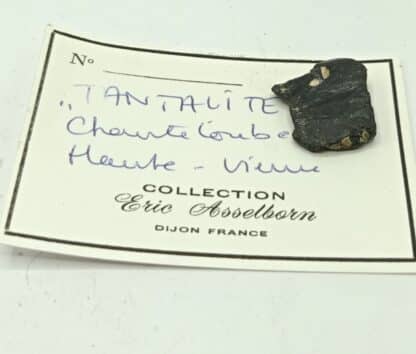 Nº
"TANTALITE
Chanteloube
Haute - Vienne
COLLECTION
Eric Asselborn
DIJON FRANCE